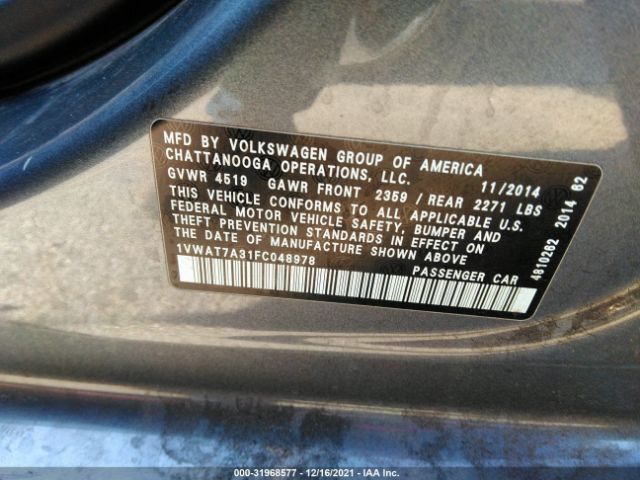 MFD BY VOLKSWAGEN GROUP OF AMERICA
CHATTANOOGA OPERATIONS, LLC. 11/2014
GVWR 4519 GAWR FRONT 2359 / REAR 2271 LBS
THIS VEHICLE CONFORMS TO ALL APPLICABLE U.S.
FEDERAL MOTOR VEHICLE SAFETY, BUMPER AND
THEFT PREVENTION STANDARDS IN EFFECT ON
THE DATE OF MANUFACTURE SHOWN ABOVE
1VWAT7A31FC048978
PASSENGER CAR
4810262 2014 62
000-31968577 - 12/16/2021 - IAA Inc.